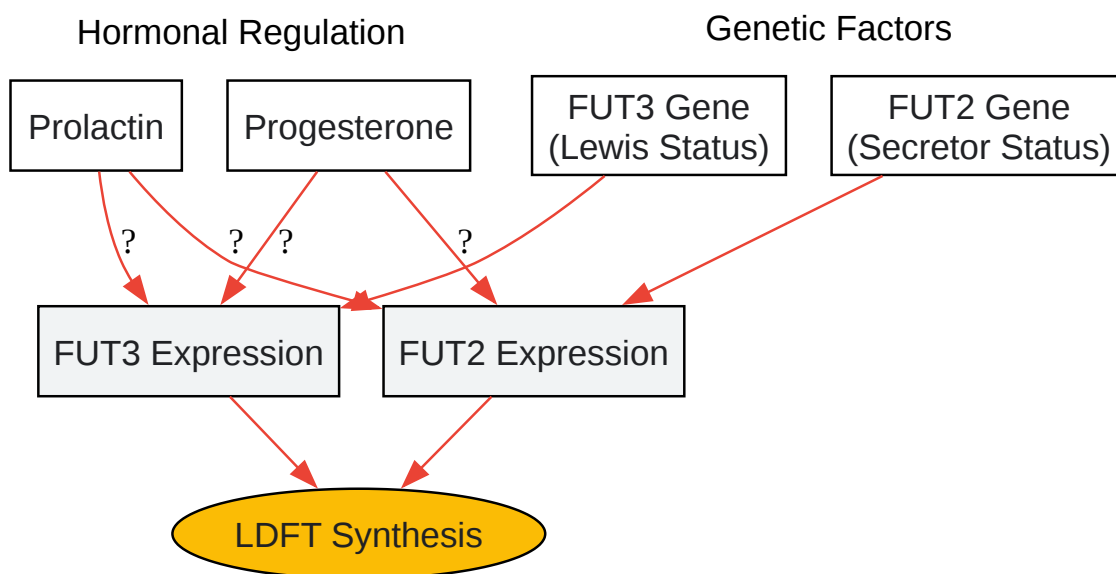 Hormonal Regulation
Genetic Factors
Prolactin
Progesterone
FUT3 Gene
(Lewis Status)
FUT2 Gene
(Secretor Status)
?
?
?
?
FUT3 Expression
FUT2 Expression
LDFT Synthesis